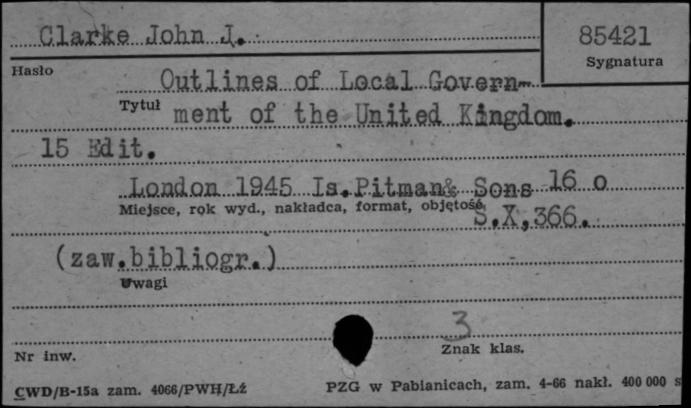 Clarke John J.
85421
Sygnatura
Hasło
Outlines of Local Govern-
Tytuł
ment of the United Kingdom.
15 Edit.
London 1945 Is.Pitman& Sons 16 o
Miejsce, rok wyd., nakładca, format, objętość
S.X,366.
(zaw.bibliogr.)
Uwagi
3
Nr inw.
Znak klas.
CWD/B-15a zam. 4066/PWH/Łż
PZG w Pabianicach, zam. 4-66 nakł. 400 000 s